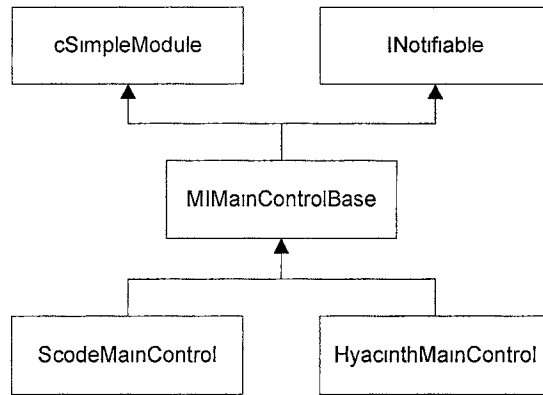 cSimpleModule
INotifiable
MIMainControlBase
ScodeMainControl
HyacinthMainControl